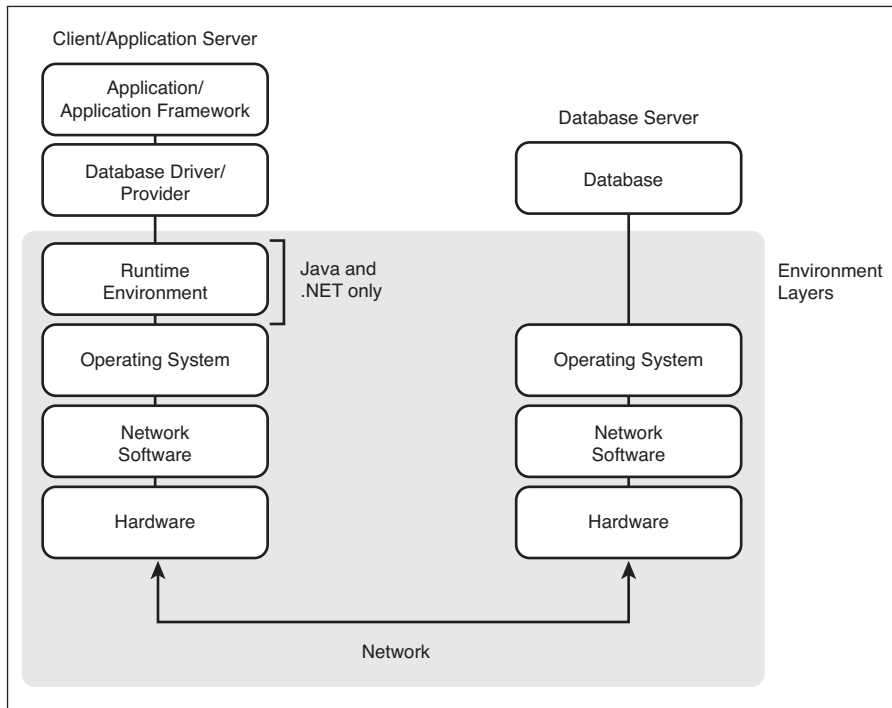 Client/Application Server
Application/
Application Framework
Database Driver/
Provider
Runtime
Environment
Java and
.NET only
Operating System
Network
Software
Hardware
Database Server
Database
Operating System
Network
Software
Hardware
Environment
Layers
Network